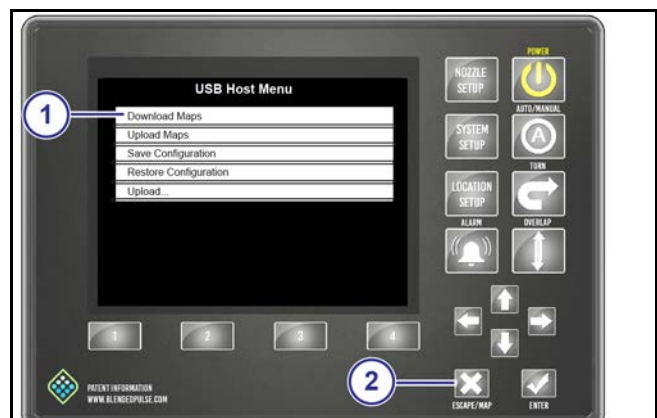 POWER
NOZZLE
SETUP
USB Host Menu
1
AUTO/MANUAL
Download Maps
Upload Maps
SYSTEM
SETUP
A
Save Configuration
Restore Configuration
TURN
Upload...
LOCATION
SETUP
ALARM
OVERLAP
1
2
3
4
2
PATENT INFORMATION
WWW.BLENDEDPULSE.COM
ESCAPE/MAP
ENTER